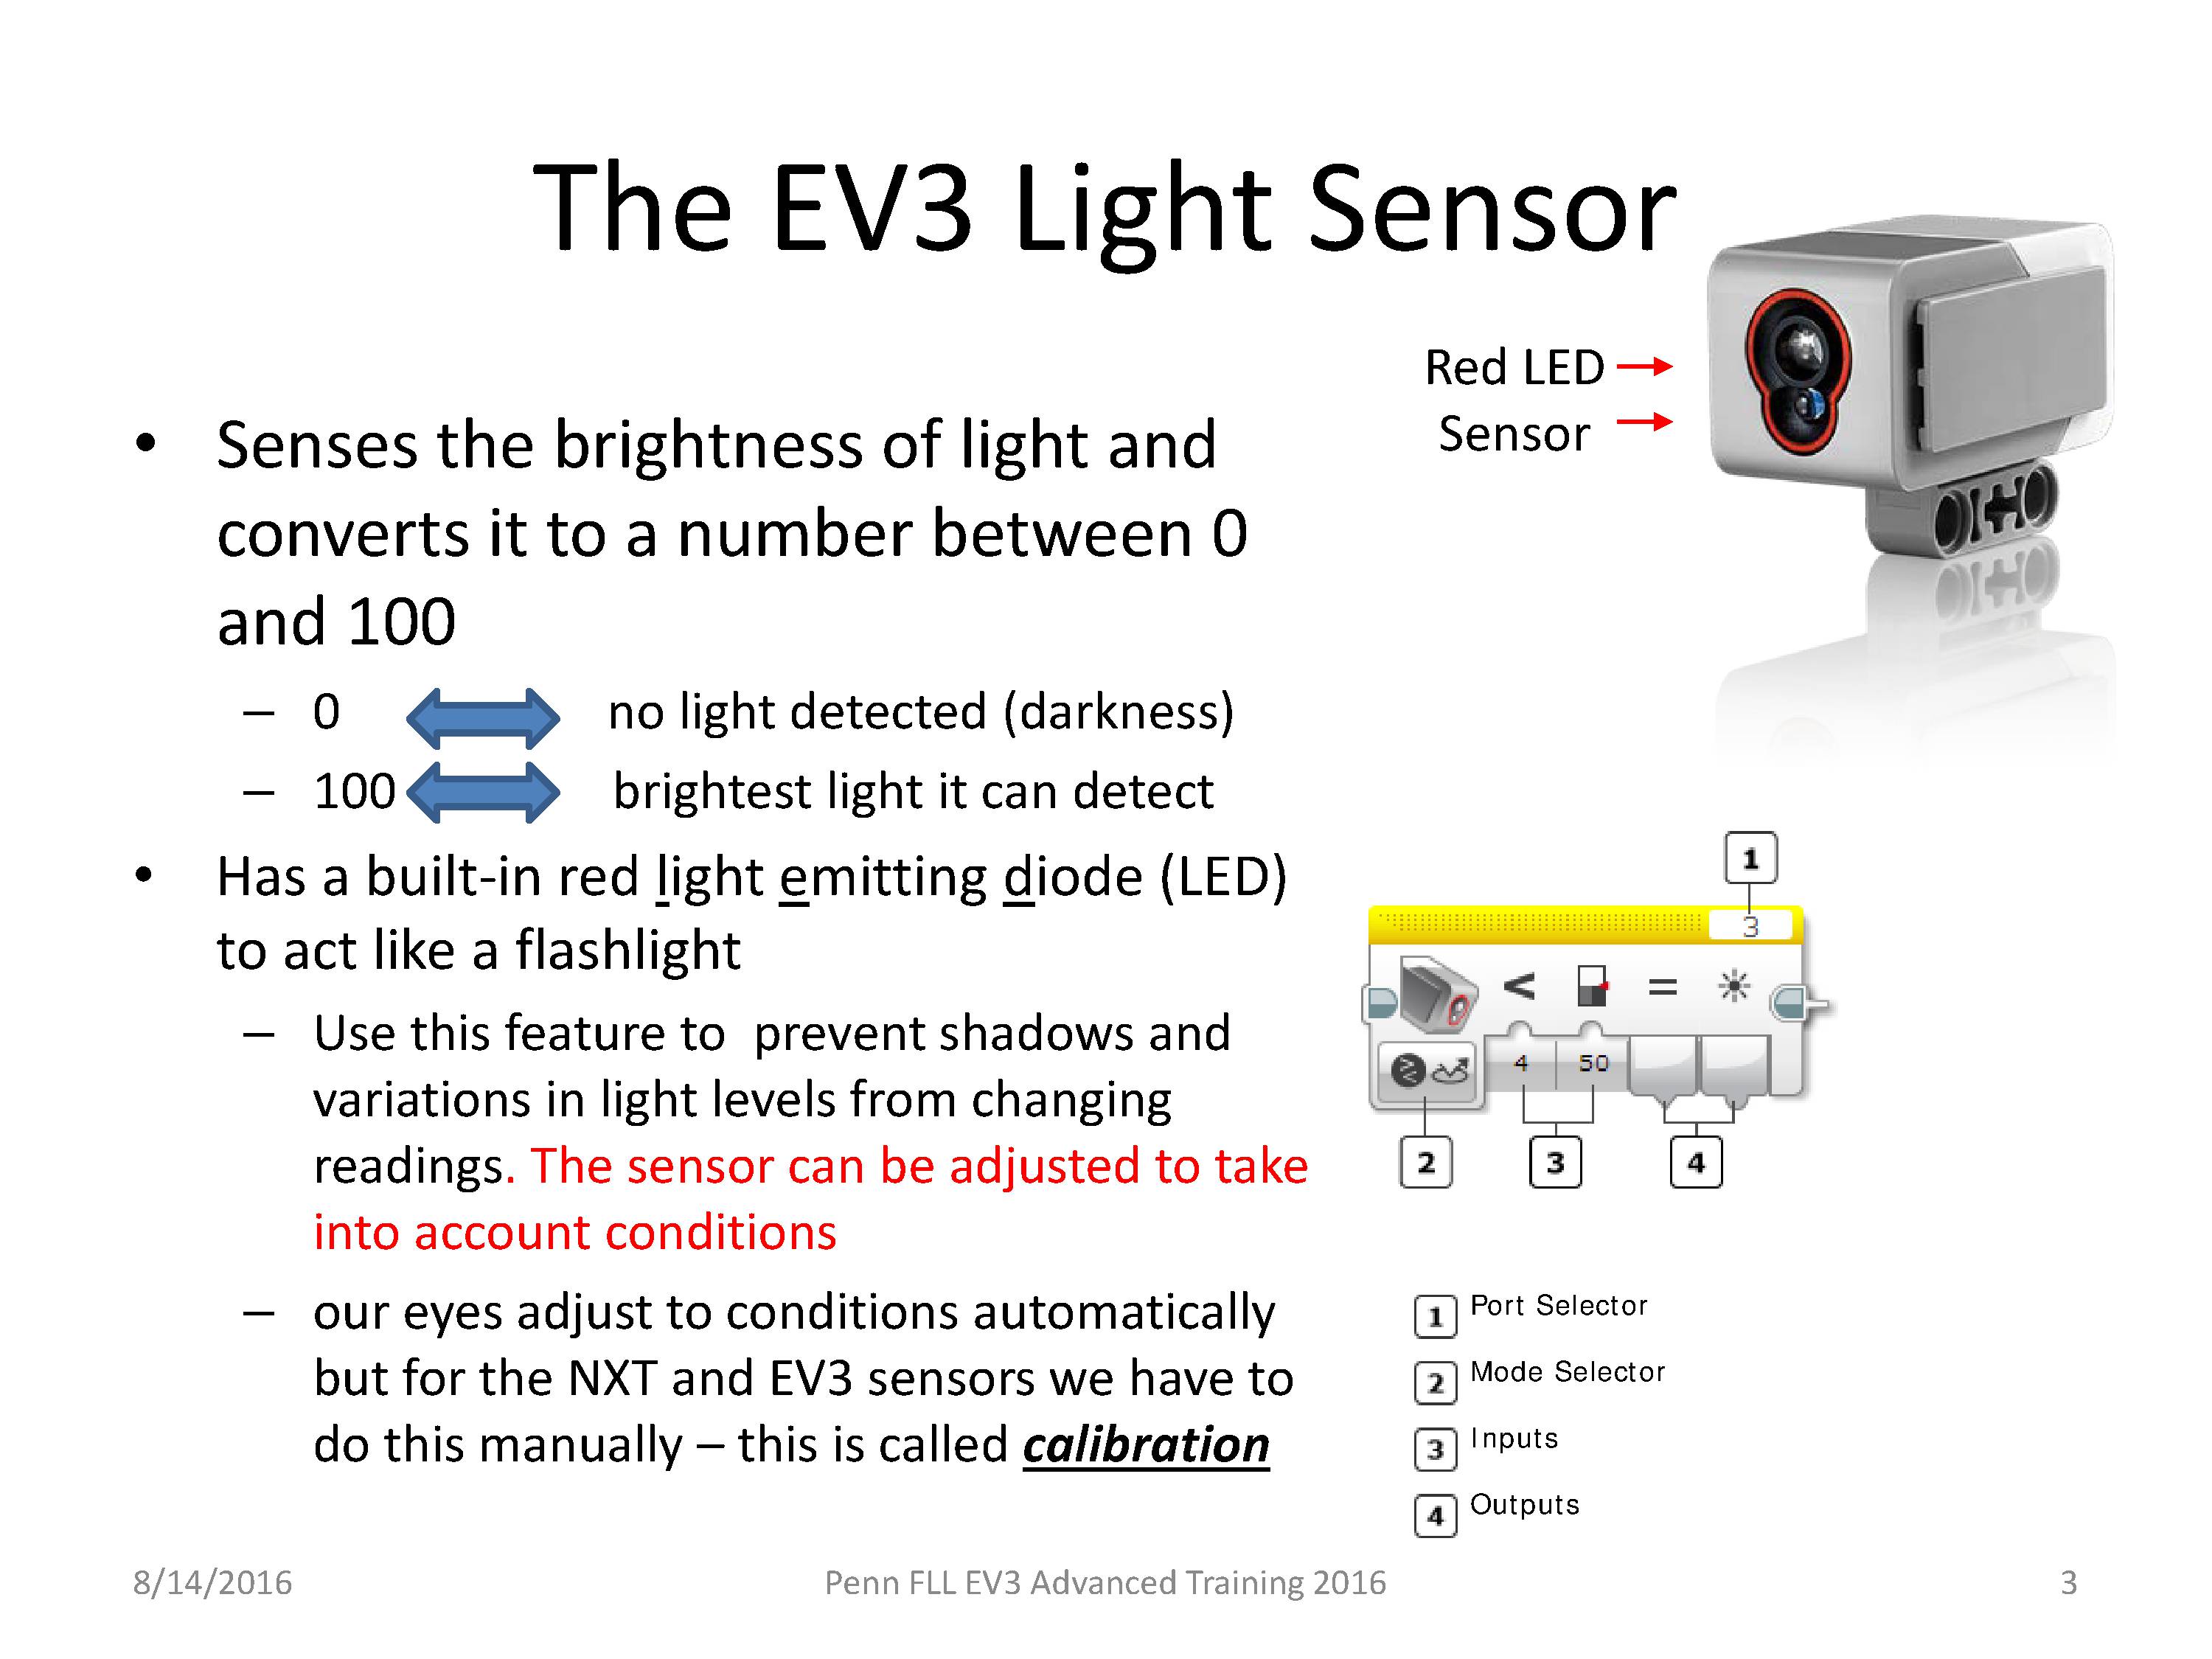 The EV3 Light Sensor
Red LED
Sensor
• Senses the brightness of light and
converts it to a number between 0
and 100
– 0 no light detected (darkness)
– 100 brightest light it can detect
• Has a built-in red light emitting diode (LED)
to act like a flashlight
– Use this feature to prevent shadows and
variations in light levels from changing
readings. The sensor can be adjusted to take
into account conditions
– our eyes adjust to conditions automatically
but for the NXT and EV3 sensors we have to
do this manually – this is called calibration
1
3
< =
4 50
2 3 4
1 Port Selector
2 Mode Selector
3 Inputs
4 Outputs
8/14/2016 Penn FLL EV3 Advanced Training 2016 3